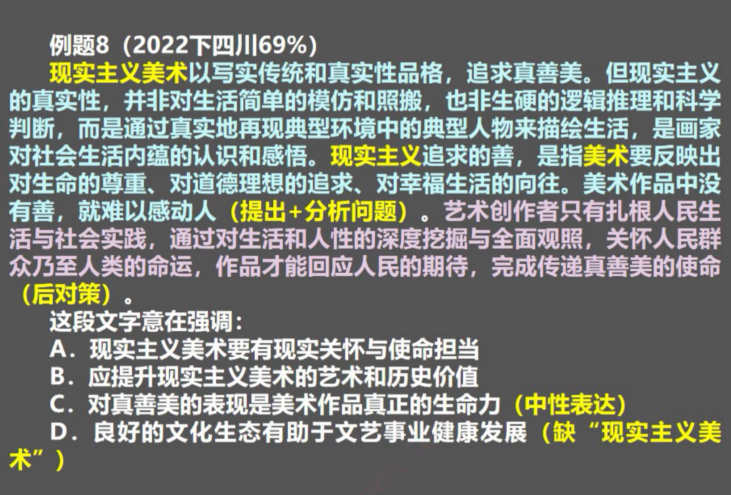 例题8（2022下四川69%）
现实主义美术以写实传统和真实性品格，追求真善美。但现实主义
的真实性，并非对生活简单的模仿和照搬，也非生硬的逻辑推理和科学
判断，而是通过真实地再现典型环境中的典型人物来描绘生活，是画家
对社会生活内蕴的认识和感悟。现实主义追求的善，是指美术要反映出
对生命的尊重、对道德理想的追求、对幸福生活的向往。美术作品中没
有善，就难以感动人（提出+分析问题）。艺术创作者只有扎根人民生
活与社会实践，通过对生活和人性的深度挖掘与全面观照，关怀人民群
众乃至人类的命运，作品才能回应人民的期待，完成传递真善美的使命
（后对策）。
这段文字意在强调：
A．现实主义美术要有现实关怀与使命担当
B．应提升现实主义美术的艺术和历史价值
C．对真善美的表现是美术作品真正的生命力（中性表达）
D．良好的文化生态有助于文艺事业健康发展（缺“现实主义美
术”）